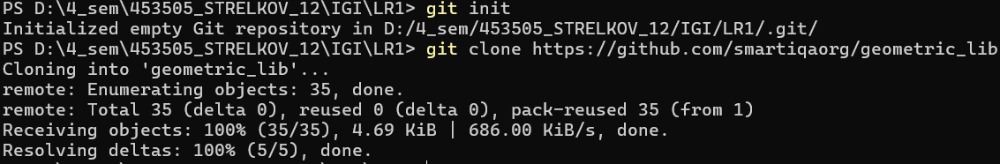 PS D:\4_sem\453505_STRELKOV_12\IGI\LR1> git init
Initialized empty Git repository in D:/4_sem/453505_STRELKOV_12/IGI/LR1/.git/
PS D:\4_sem\453505_STRELKOV_12\IGI\LR1> git clone https://github.com/smartiqaorg/geometric_lib
Cloning into 'geometric_lib'...
remote: Enumerating objects: 35, done.
remote: Total 35 (delta 0), reused 0 (delta 0), pack-reused 35 (from 1)
Receiving objects: 100% (35/35), 4.69 KiB | 686.00 KiB/s, done.
Resolving deltas: 100% (5/5), done.